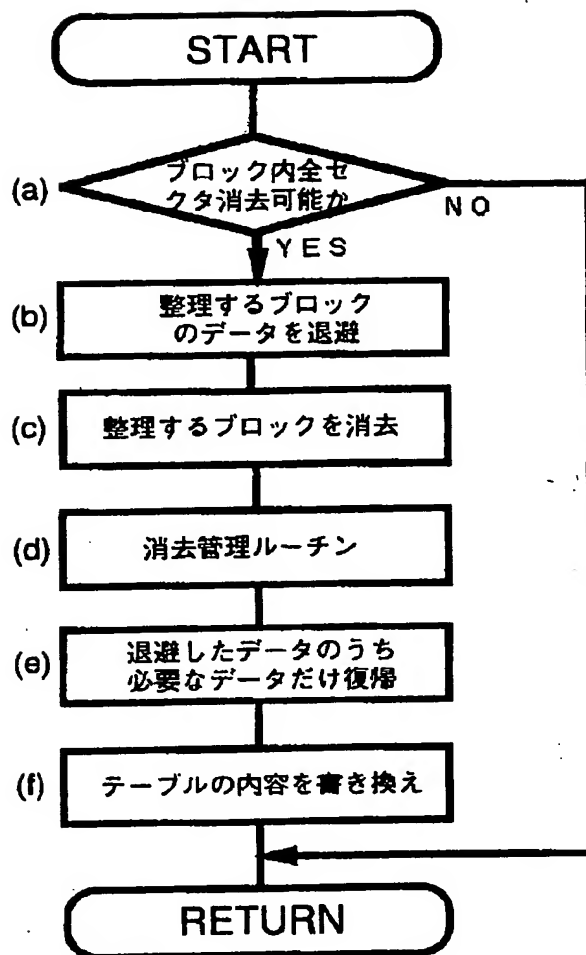 START
(a)
ブロック内全セ
クタ消去可能か
NO
YES
(b)
整理するブロック
のデータを退避
(c)
整理するブロックを消去
(d)
消去管理ルーチン
(e)
退避したデータのうち
必要なデータだけ復帰
(f)
テーブルの内容を書き換え
RETURN